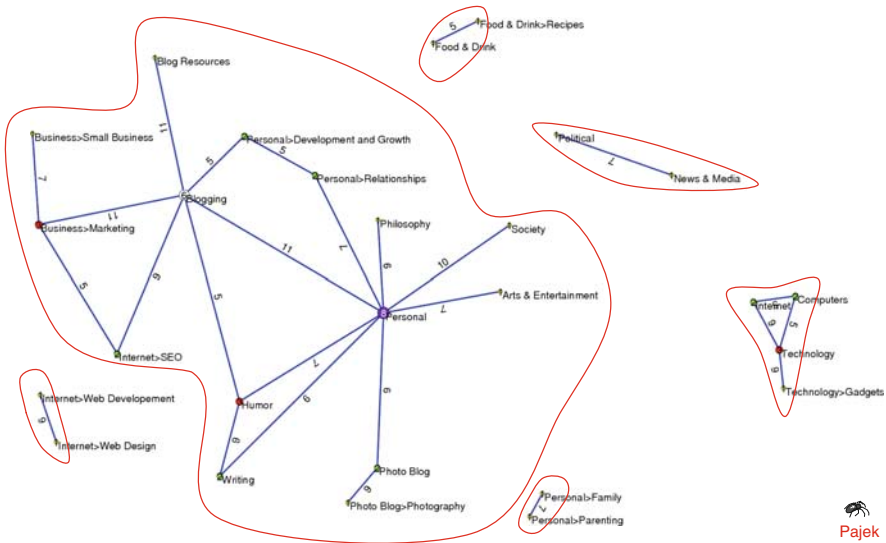 Food & Drink>Recipes
5
Food & Drink
Blog Resources
11
Business>Small Business
Personal>Development and Growth
Political
5
5
7
7
Personal>Relationships
News & Media
Blogging
11
Business>Marketing
Philosophy
Society
7
11
6
10
5
6
5
Arts & Entertainment
7
Personal
Internet
Computers
6
5
Technology
Internet>SEO
7
6
6
6
Technology>Gadgets
Internet>Web Developement
Humor
6
Internet>Web Design
6
Writing
Photo Blog
6
Photo Blog>Photography
Personal>Family
7
Personal>Parenting
Pajek